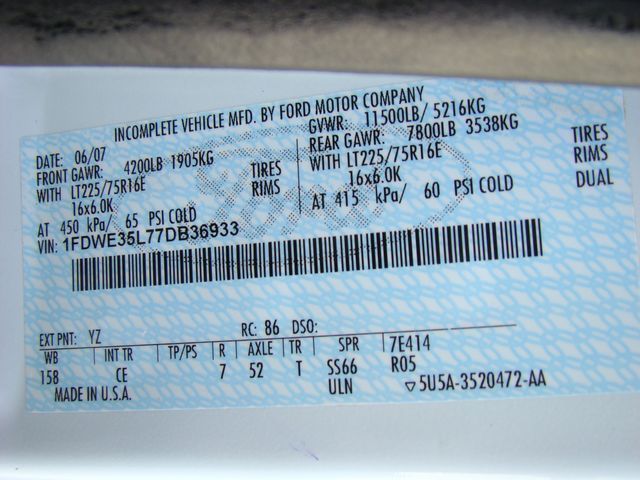 INCOMPLETE VEHICLE MFD. BY FORD MOTOR COMPANY
DATE: 06/07 GVWR: 11500LB/ 5216KG
FRONT GAWR: 4200LB 1905KG REAR GAWR: 7800LB 3538KG
WITH LT225/75R16E TIRES WITH LT225/75R16E TIRES
16x6.0K RIMS 16x6.0K RIMS
AT 450 kPa/ 65 PSI COLD AT 415 kPa/ 60 PSI COLD DUAL
VIN: 1FDWE35L77DB36933
EXT PNT: YZ RC: 86 DSO:
WB INT TR TP/PS R AXLE TR SPR 7E414
158 CE 7 52 T SS66 R05
MADE IN U.S.A. ULN ▽5U5A-3520472-AA